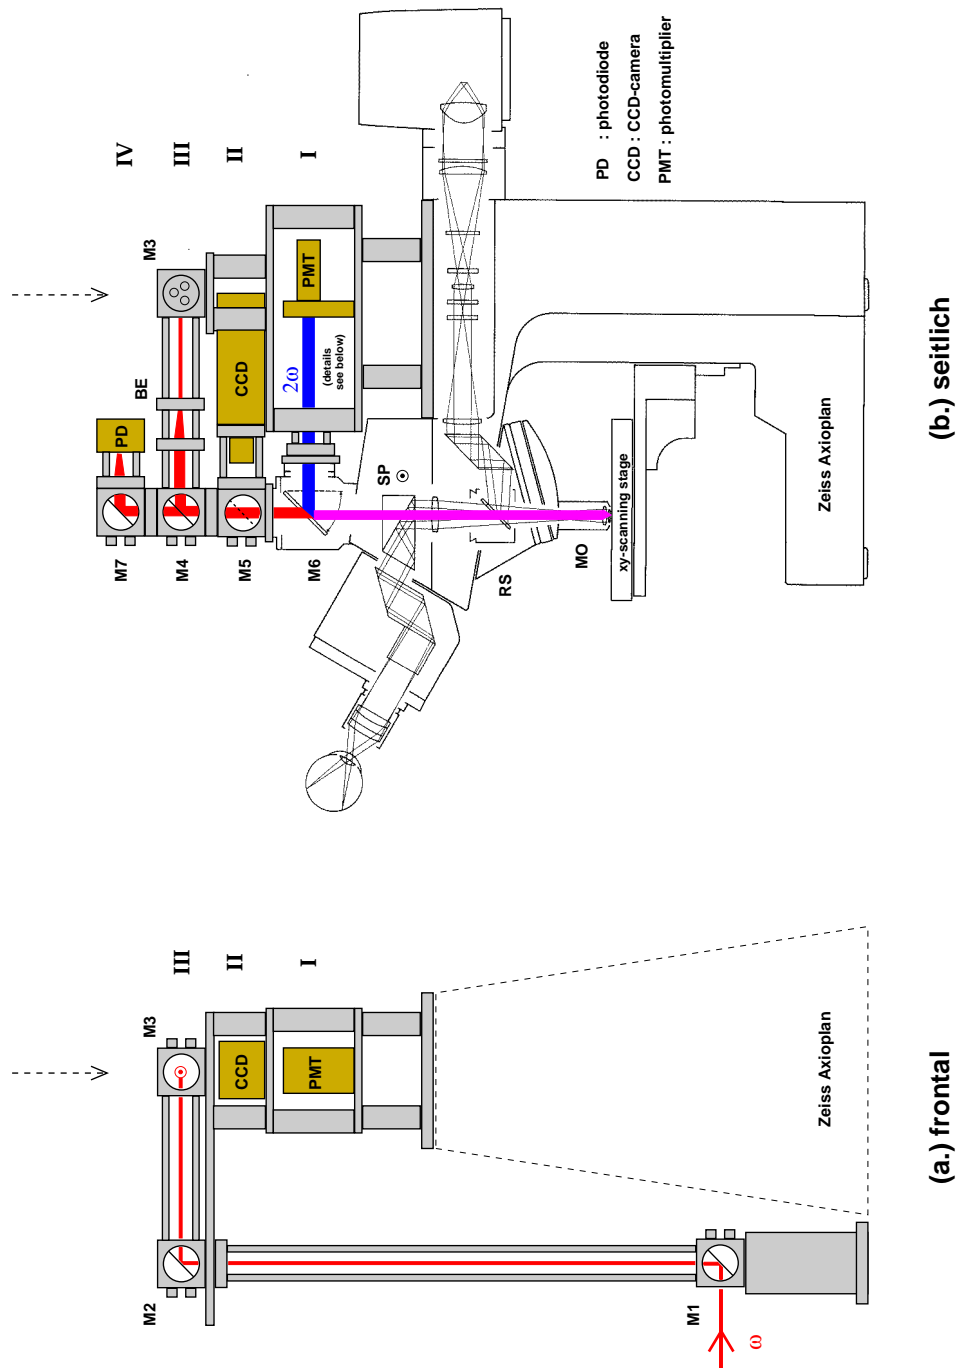 IV
III
II
I
M3
BE
PD
CCD
PMT
2ω
(details
see below)
M7
M4
M5
M6
SP
RS
MO
xy-scanning stage
Zeiss Axioplan
PD : photodiode
CCD : CCD-camera
PMT : photomultiplier
(b.) seitlich
III
II
I
M3
CCD
PMT
M2
M1
ω
Zeiss Axioplan
(a.) frontal